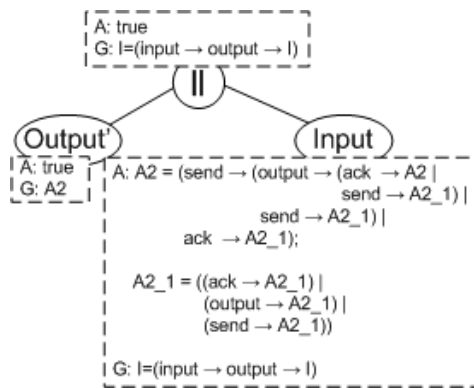 A: true
G: I=(input → output → I)
||
Output'
Input
A: true
G: A2
A: A2 = (send → (output → (ack → A2 |
send → A2_1) |
send → A2_1) |
ack → A2_1);
A2_1 = ((ack → A2_1) |
(output → A2_1) |
(send → A2_1))
G: I=(input → output → I)